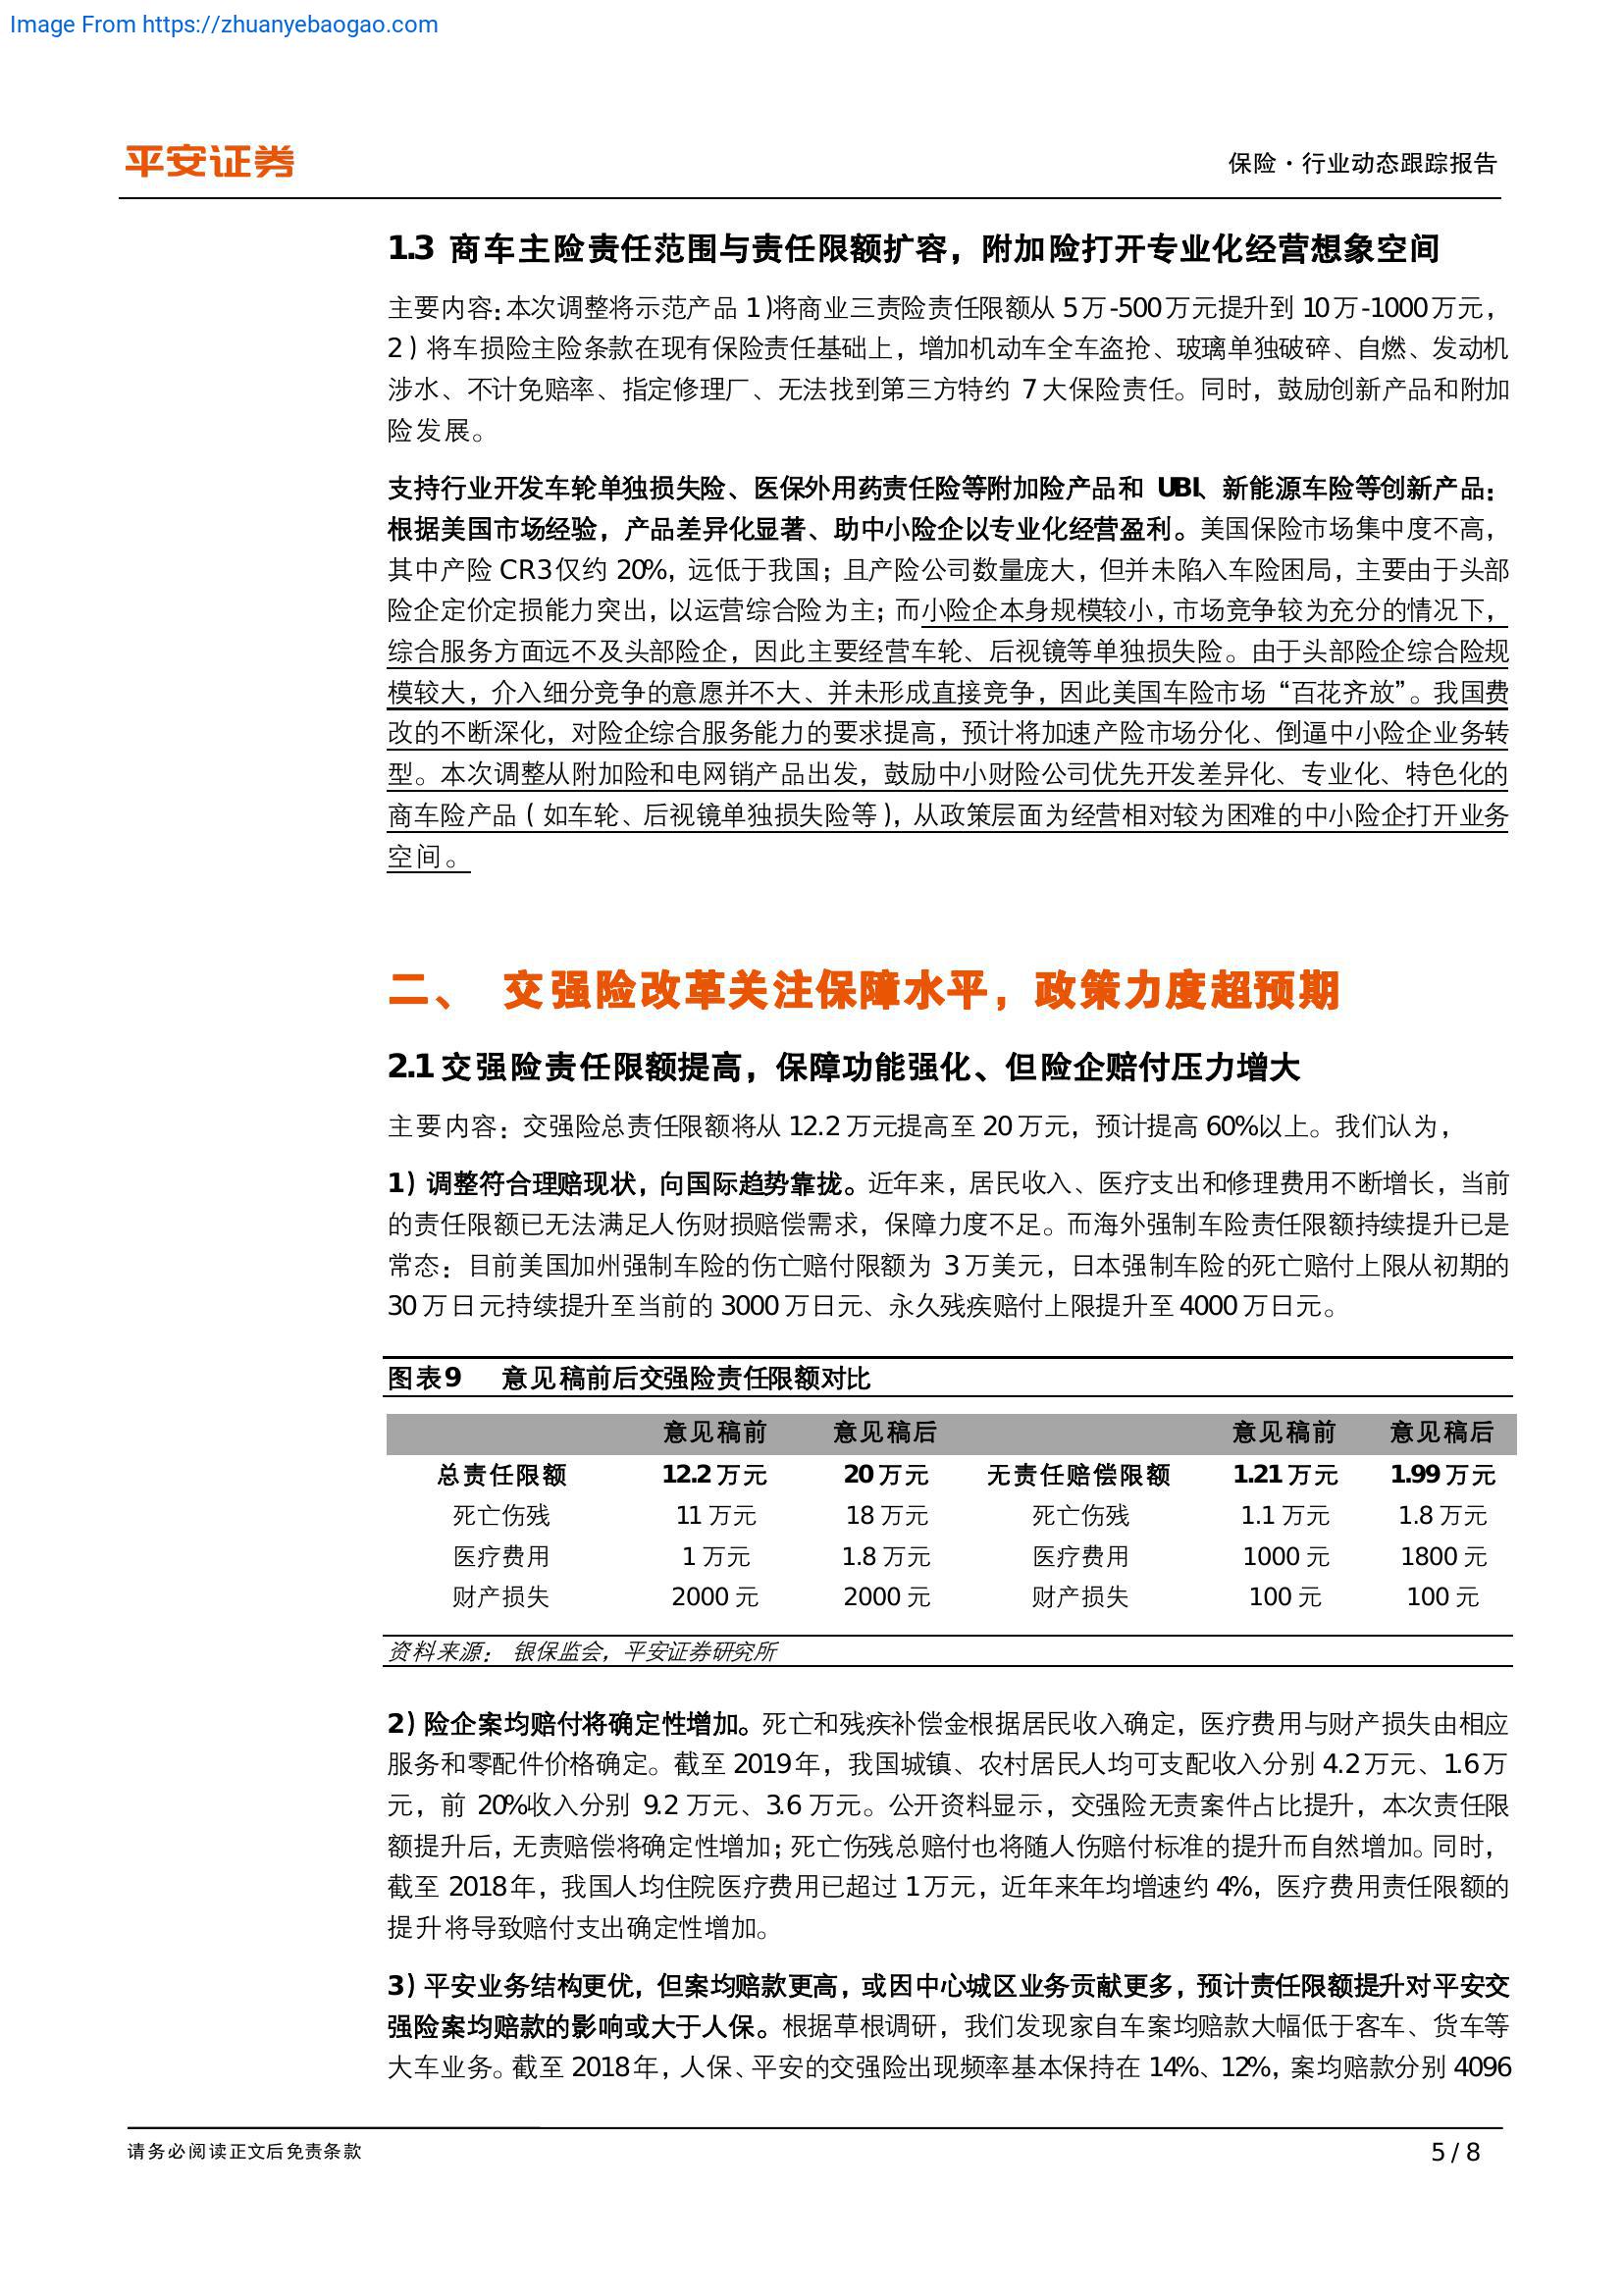 Image From https://zhuanyebaogao.com
平安证券
保险·行业动态跟踪报告
1.3 商车主险责任范围与责任限额扩容，附加险打开专业化经营想象空间
主要内容：本次调整将示范产品 1）将商业三责险责任限额从 5 万-500 万元提升到 10 万-1000 万元，
2）将车损险主险条款在现有保险责任基础上，增加机动车全车盗抢、玻璃单独破碎、自燃、发动机
涉水、不计免赔率、指定修理厂、无法找到第三方特约 7 大保险责任。同时，鼓励创新产品和附加
险发展。
支持行业开发车轮单独损失险、医保外用药责任险等附加险产品和 UBI、新能源车险等创新产品：
根据美国市场经验，产品差异化显著、助中小险企以专业化经营盈利。美国保险市场集中度不高，
其中产险 CR3 仅约 20%，远低于我国；且产险公司数量庞大，但并未陷入车险困局，主要由于头部
险企定价定损能力突出，以运营综合险为主；而小险企本身规模较小，市场竞争较为充分的情况下，
综合服务方面远不及头部险企，因此主要经营车轮、后视镜等单独损失险。由于头部险企综合险规
模较大，介入细分竞争的意愿并不大、并未形成直接竞争，因此美国车险市场“百花齐放”。我国费
改的不断深化，对险企综合服务能力的要求提高，预计将加速产险市场分化、倒逼中小险企业务转
型。本次调整从附加险和电网销产品出发，鼓励中小财险公司优先开发差异化、专业化、特色化的
商车险产品（如车轮、后视镜单独损失险等），从政策层面为经营相对较为困难的中小险企打开业务
空间。
二、 交强险改革关注保障水平，政策力度超预期
2.1 交强险责任限额提高，保障功能强化、但险企赔付压力增大
主要内容：交强险总责任限额将从 12.2 万元提高至 20 万元，预计提高 60%以上。我们认为，
1）调整符合理赔现状，向国际趋势靠拢。近年来，居民收入、医疗支出和修理费用不断增长，当前
的责任限额已无法满足人伤财损赔偿需求，保障力度不足。而海外强制车险责任限额持续提升已是
常态：目前美国加州强制车险的伤亡赔付限额为 3 万美元，日本强制车险的死亡赔付上限从初期的
30 万日元持续提升至当前的 3000 万日元、永久残疾赔付上限提升至 4000 万日元。
图表9 意见稿前后交强险责任限额对比
意见稿前 意见稿后 意见稿前 意见稿后
总责任限额 12.2 万元 20 万元 无责任赔偿限额 1.21 万元 1.99 万元
死亡伤残 11 万元 18 万元 死亡伤残 1.1 万元 1.8 万元
医疗费用 1 万元 1.8 万元 医疗费用 1000 元 1800 元
财产损失 2000 元 2000 元 财产损失 100 元 100 元
资料来源： 银保监会，平安证券研究所
2）险企案均赔付将确定性增加。死亡和残疾补偿金根据居民收入确定，医疗费用与财产损失由相应
服务和零配件价格确定。截至 2019 年，我国城镇、农村居民人均可支配收入分别 4.2 万元、1.6 万
元，前 20%收入分别 9.2 万元、3.6 万元。公开资料显示，交强险无责案件占比提升，本次责任限
额提升后，无责赔偿将确定性增加；死亡伤残总赔付也将随人伤赔付标准的提升而自然增加。同时，
截至 2018 年，我国人均住院医疗费用已超过 1 万元，近年来年均增速约 4%，医疗费用责任限额的
提升将导致赔付支出确定性增加。
3）平安业务结构更优，但案均赔款更高，或因中心城区业务贡献更多，预计责任限额提升对平安交
强险案均赔款的影响或大于人保。根据草根调研，我们发现家自车案均赔款大幅低于客车、货车等
大车业务。截至 2018 年，人保、平安的交强险出现频率基本保持在 14%、12%，案均赔款分别 4096
请务必阅读正文后免责条款
5 / 8